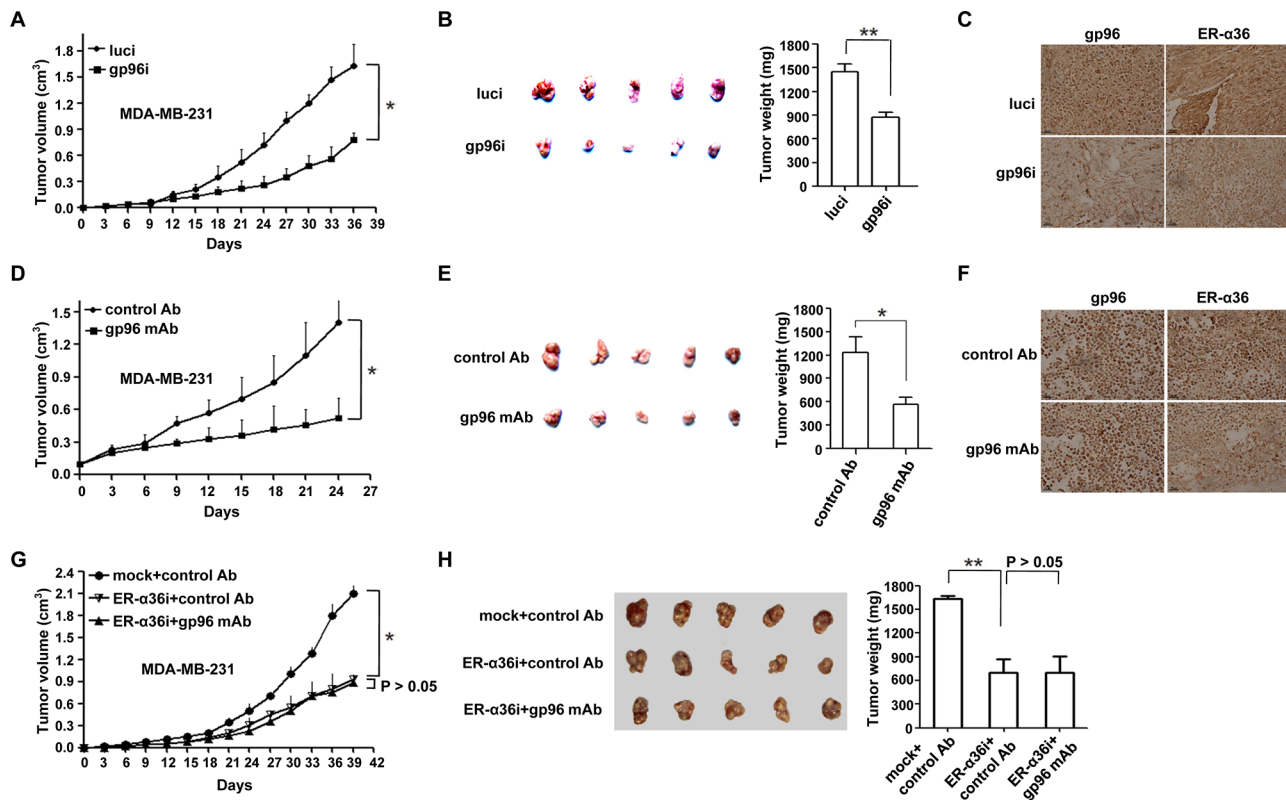 A
luci
gp96i
MDA-MB-231
Tumor volume (cm³)
1.8
1.5
1.2
0.9
0.6
0.3
0.0
0 3 6 9 12 15 18 21 24 27 30 33 36 39
Days
*
B
luci
gp96i
**
Tumor weight (mg)
1800
1500
1200
900
600
300
0
luci
gp96i
C
gp96 ER-α36
luci
gp96i
D
control Ab
gp96 mAb
MDA-MB-231
Tumor volume (cm³)
1.5
1.2
0.9
0.6
0.3
0.0
0 3 6 9 12 15 18 21 24 27
Days
*
E
control Ab
gp96 mAb
*
Tumor weight (mg)
1800
1500
1200
900
600
300
0
control Ab
gp96 mAb
F
gp96 ER-α36
control Ab
gp96 mAb
G
mock+control Ab
ER-α36i+control Ab
ER-α36i+gp96 mAb
MDA-MB-231
Tumor volume (cm³)
2.4
2.1
1.8
1.5
1.2
0.9
0.6
0.3
0.0
0 3 6 9 12 15 18 21 24 27 30 33 36 39 42
Days
*
P > 0.05
H
mock+control Ab
ER-α36i+control Ab
ER-α36i+gp96 mAb
**
P > 0.05
Tumor weight (mg)
1800
1500
1200
900
600
300
0
mock+
control Ab
ER-α36i+
control Ab
ER-α36i+
gp96 mAb